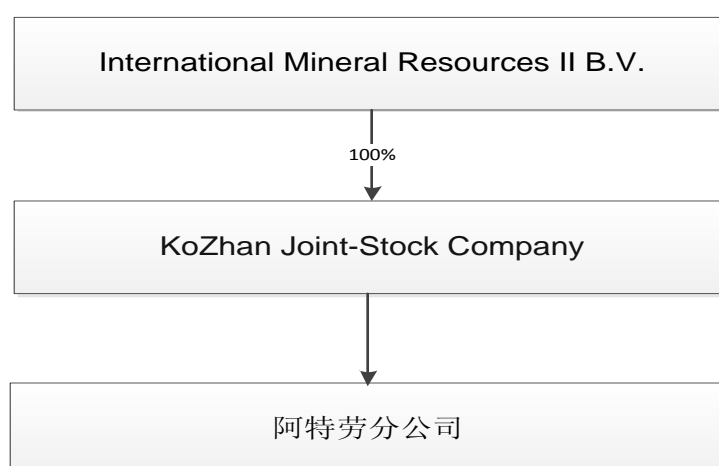 International Mineral Resources II B.V.
100%
KoZhan Joint-Stock Company
阿特劳分公司